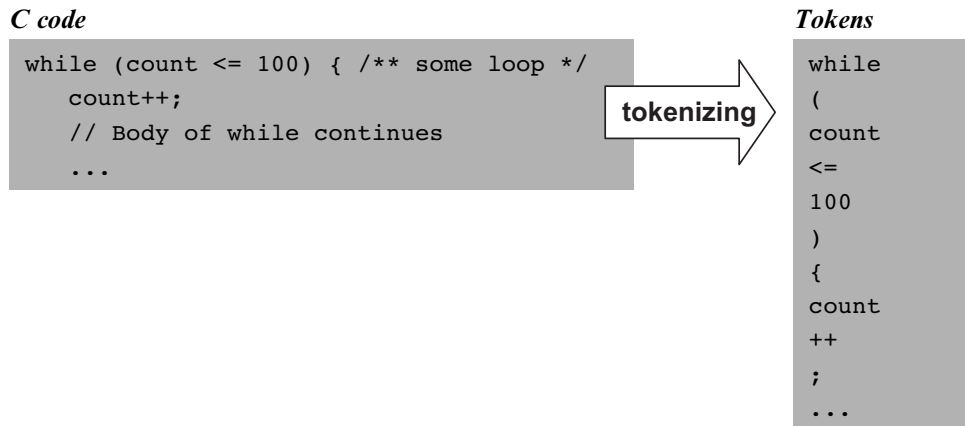 C code
while (count <= 100) { /** some loop */
count++;
// Body of while continues
...
tokenizing
Tokens
while
(
count
<=
100
)
{
count
++
;
...